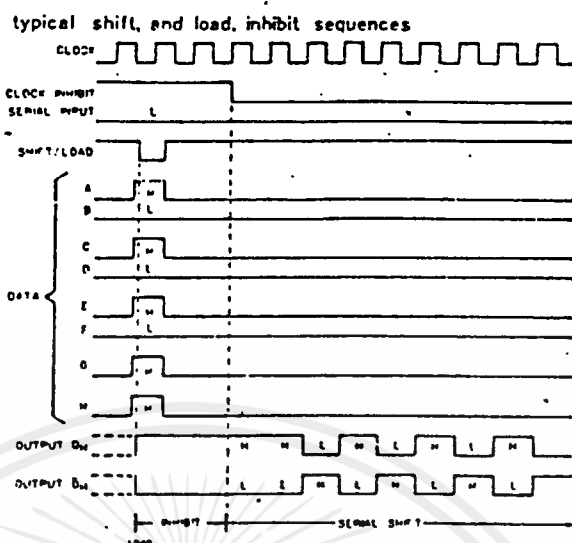 typical shift, and load, inhibit sequences
CLOCK
CLOCK INHIBIT
SERIAL INPUT L
SHIFT/LOAD
DATA
A H
B L
C H
D L
E H
F L
G H
H H
OUTPUT QH H H L H L H L H
OUTPUT Q̅H L L H L H L H L
INHIBIT SERIAL SHIFT
LOAD